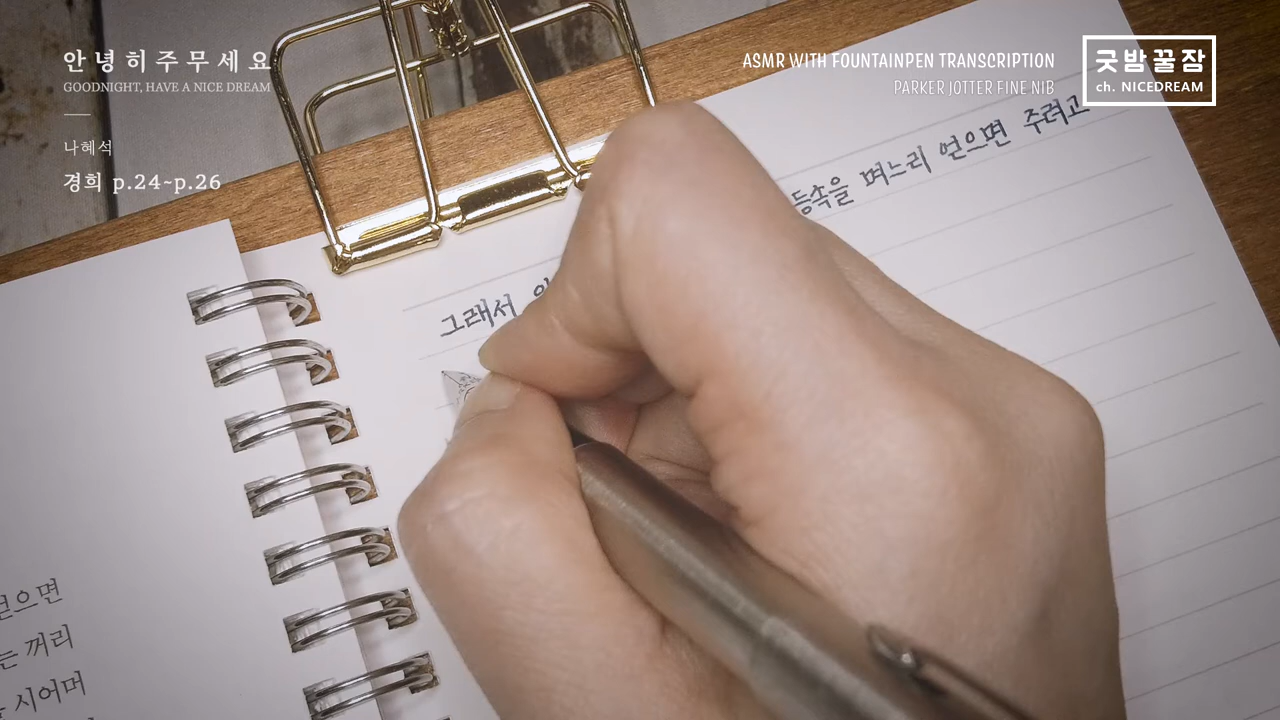 안녕히주무세요
GOODNIGHT, HAVE A NICE DREAM
나혜석
경희 p.24~p.26
ASMR WITH FOUNTAINPEN TRANSCRIPTION
PARKER JOTTER FINE NIB
굿밤꿀잠
ch. NICEDREAM
그래서 등속을 며느리 얻으면 주려고
얻으면
는 꺼리
시어머